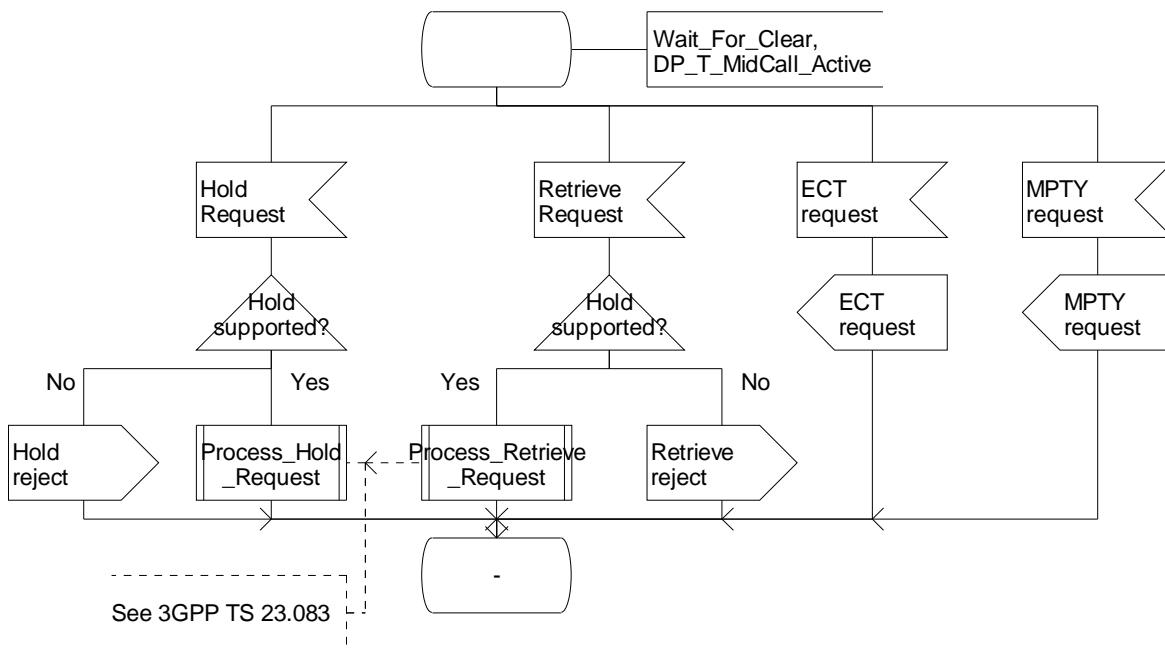 Wait_For_Clear,
DP_T_MidCall_Active
Hold
Request
Retrieve
Request
ECT
request
MPTY
request
Hold
supported?
Hold
supported?
ECT
request
MPTY
request
No
Yes
Yes
No
Hold
reject
Process_Hold
_Request
Process_Retrieve
_Request
Retrieve
reject
-
See 3GPP TS 23.083